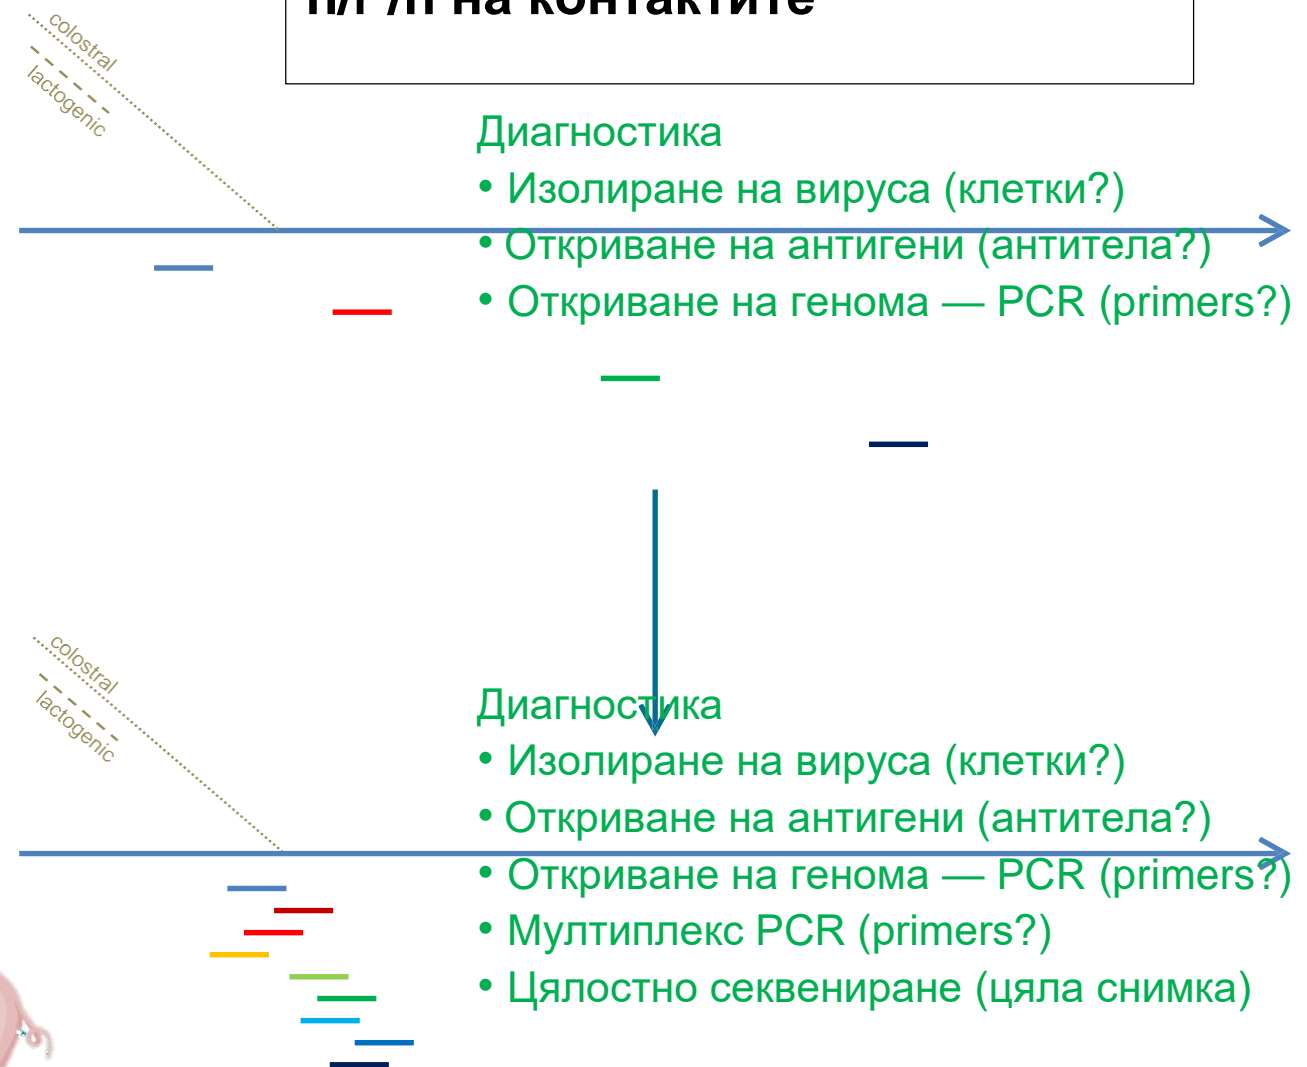 на контактите
colostral
lactogenic
Диагностика
• Изолиране на вируса (клетки?)
• Откриване на антигени (антитела?)
• Откриване на генома — PCR (primers?)
colostral
lactogenic
Диагностика
• Изолиране на вируса (клетки?)
• Откриване на антигени (антитела?)
• Откриване на генома — PCR (primers?)
• Мултиплекс PCR (primers?)
• Цялостно секвениране (цяла снимка)